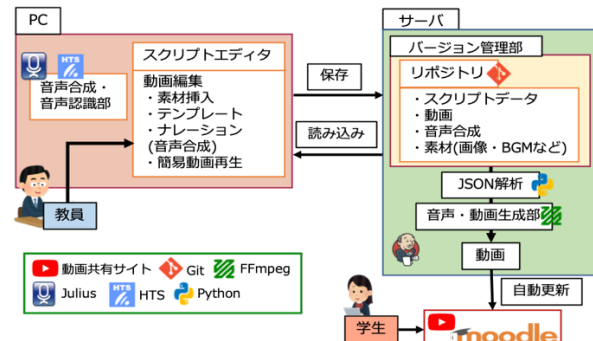 PC
スクリプトエディタ
動画編集
・素材挿入
・テンプレート
・ナレーション
(音声合成)
・簡易動画再生
HTS
音声合成・
音声認識部
教員
保存
読み込み
サーバ
バージョン管理部
リポジトリ
・スクリプトデータ
・動画
・音声合成
・素材(画像・BGMなど)
JSON解析
音声・動画生成部
動画
自動更新
学生
moodle
動画共有サイト
Git
FFmpeg
Julius
HTS
HTS
Python